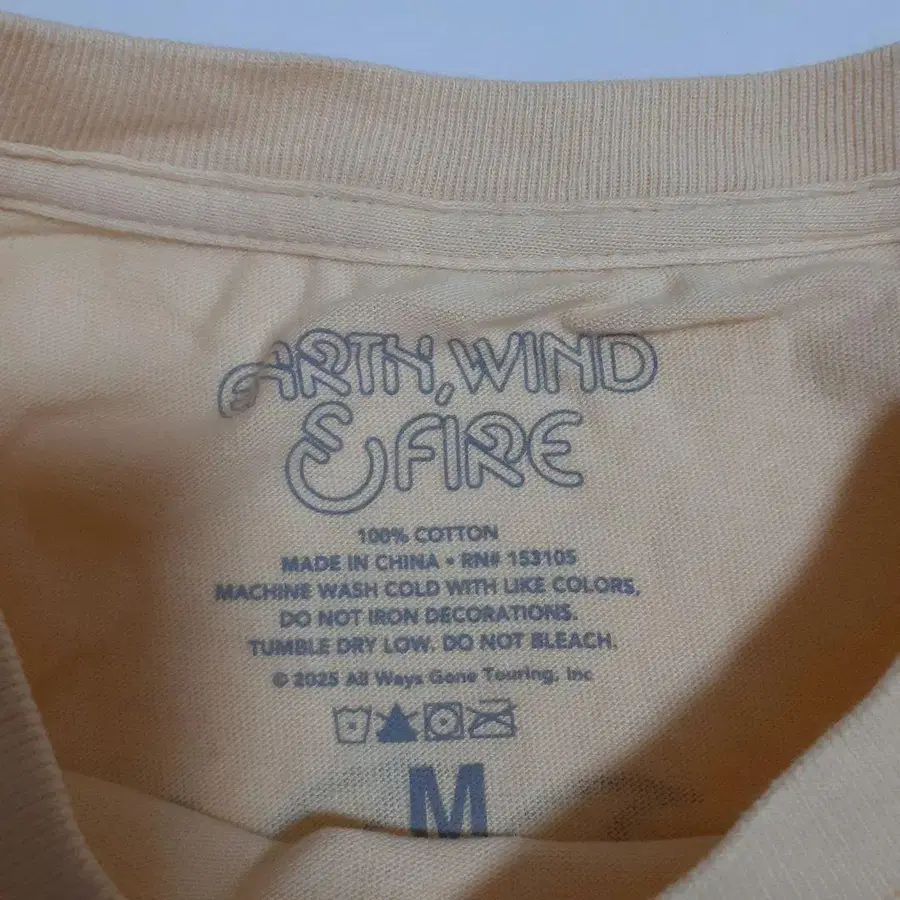 EARTH, WIND
& FIRE
100% COTTON
MADE IN CHINA • RN# 153105
MACHINE WASH COLD WITH LIKE COLORS,
DO NOT IRON DECORATIONS.
TUMBLE DRY LOW. DO NOT BLEACH.
© 2025 All Ways Gone Touring, Inc
M